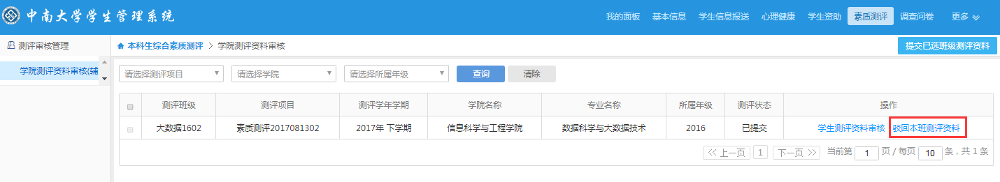 中南大学学生管理系统
我的面板 基本信息 学生信息报送 心理健康 学生资助 素质测评 调查问卷 更多
测评审核管理
本科生综合素质测评 > 学院测评资料审核
提交已选班级测评资料
学院测评资料审核(辅
请选择测评项目 请选择学院 请选择所属年级 查询 清除
测评班级 测评项目 测评学年学期 学院名称 专业名称 所属年级 测评状态 操作
大数据1602 素质测评2017081302 2017年 下学期 信息科学与工程学院 数据科学与大数据技术 2016 已提交 学生测评资料审核 驳回本班测评资料
上一页 1 下一页 当前第 1 页 / 每页 10 条，共 1 条